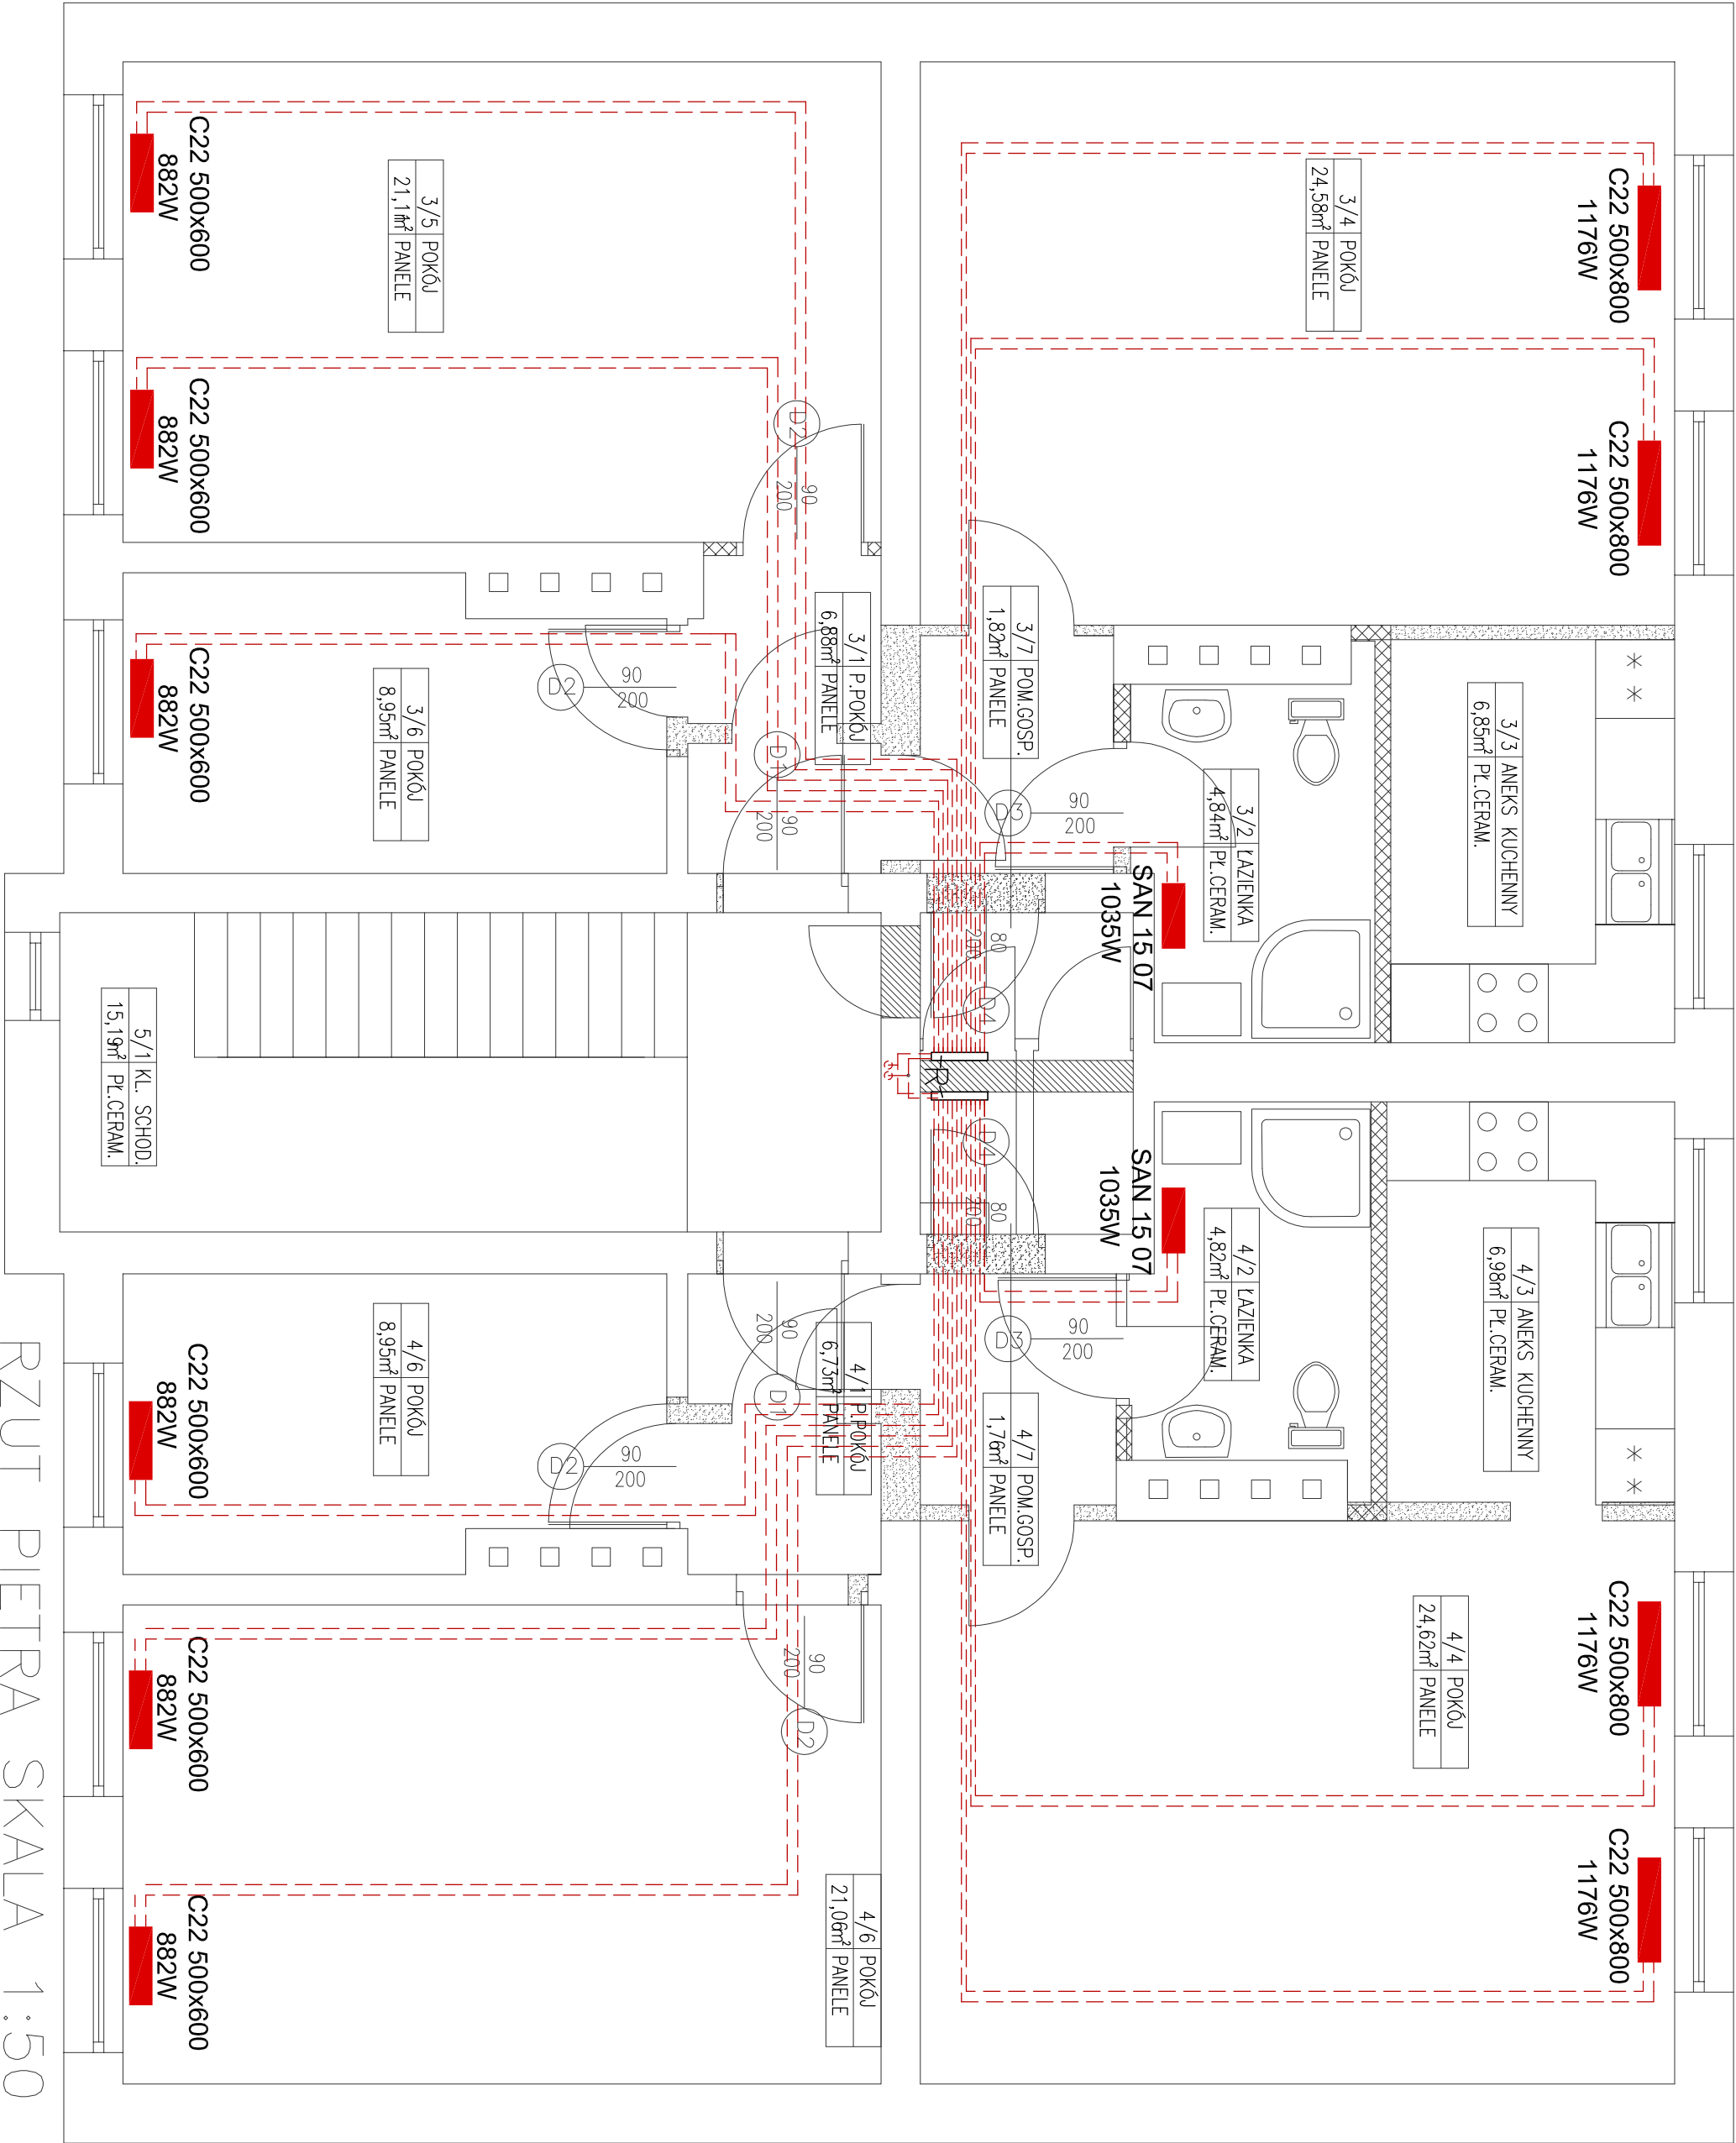 C22 500x800
1176W
C22 500x800
1176W
C22 500x800
1176W
C22 500x800
1176W
3/4 POKÓJ
24,58m² PANELE
3/3 ANEKS KUCHENNY
6,85m² PŁ.CERAM.
4/3 ANEKS KUCHENNY
6,98m² PŁ.CERAM.
4/4 POKÓJ
24,62m² PANELE
3/2 ŁAZIENKA
4,84m² PŁ.CERAM.
4/2 ŁAZIENKA
4,82m² PŁ.CERAM.
SAN 15 07
1035W
SAN 15 07
1035W
3/7 POM.GOSP.
1,82m² PANELE
D3
90
200
80
200
D4
D4
80
200
D3
90
200
4/7 POM.GOSP.
1,76m² PANELE
R
D2
90
200
3/1 P.POKÓJ
6,88m² PANELE
D1
90
200
90
200
D1
4/1 P.POKÓJ
6,73m² PANELE
90
200
D2
4/6 POKÓJ
21,06m² PANELE
D2
90
200
D2
90
200
3/5 POKÓJ
21,11m² PANELE
3/6 POKÓJ
8,95m² PANELE
4/6 POKÓJ
8,95m² PANELE
C22 500x600
882W
C22 500x600
882W
C22 500x600
882W
C22 500x600
882W
C22 500x600
882W
C22 500x600
882W
5/1 KL. SCHOD.
15,19m² PŁ.CERAM.
RZUT PIETRA SKALA 1:50